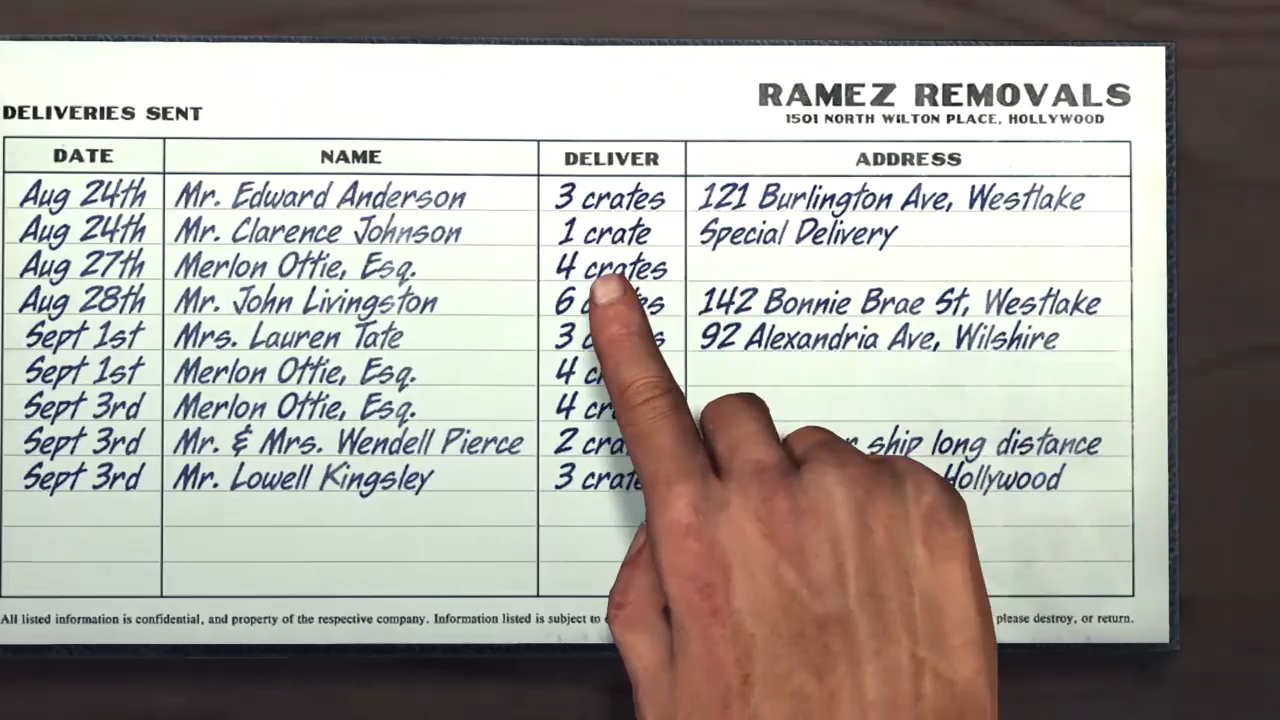 RAMEZ REMOVALS
DELIVERIES SENT
1501 NORTH WILTON PLACE, HOLLYWOOD
DATE NAME DELIVER ADDRESS
Aug 24th Mr. Edward Anderson 3 crates 121 Burlington Ave, Westlake
Aug 24th Mr. Clarence Johnson 1 crate Special Delivery
Aug 27th Merlon Ottie, Esq. 4 crates
Aug 28th Mr. John Livingston 6 142 Bonnie Brae St, Westlake
Sept 1st Mrs. Lauren Tate 3 92 Alexandria Ave, Wilshire
Sept 1st Merlon Ottie, Esq. 4
Sept 3rd Merlon Ottie, Esq. 4
Sept 3rd Mr. & Mrs. Wendell Pierce 2 ship long distance
Sept 3rd Mr. Lowell Kingsley 3 Hollywood
All listed information is confidential, and property of the respective company. Information listed is subject to please destroy, or return.